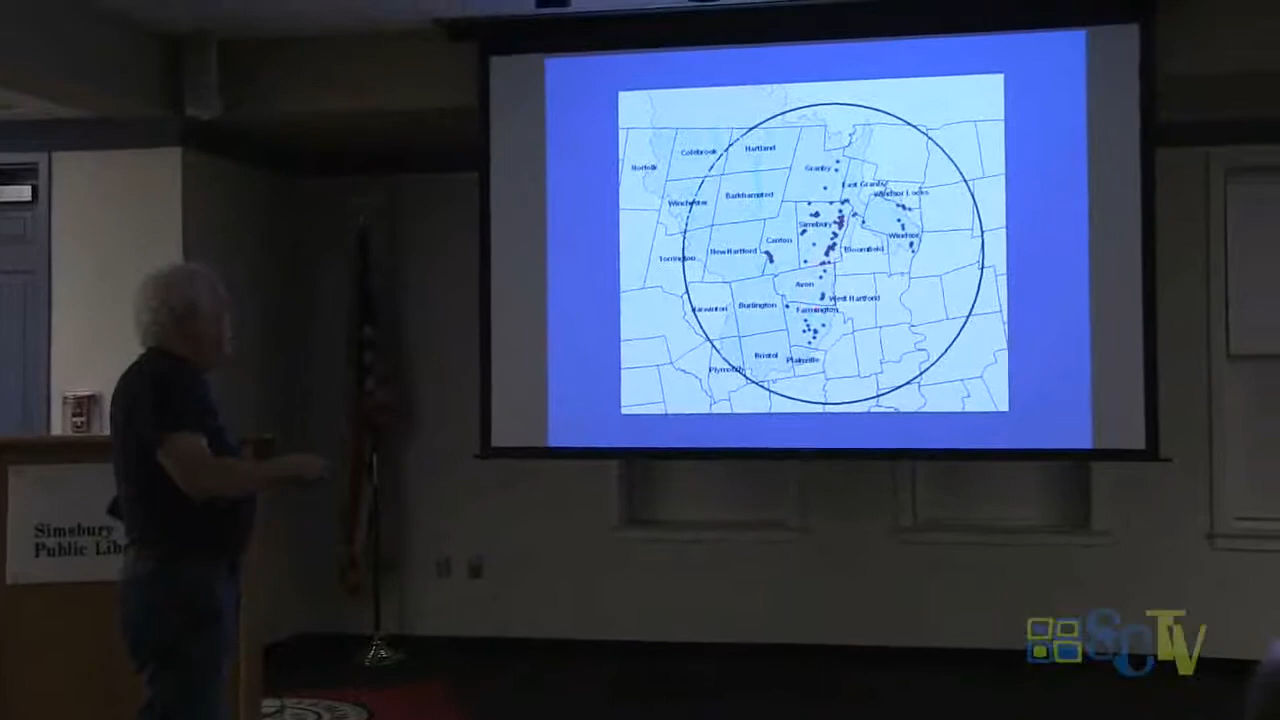 Hartland
Colebrook
Norfolk
Granby
East Granby
Windsor Locks
Barkhamsted
Winchester
Simsbury
Windsor
Canton
New Hartford
Bloomfield
Torrington
Avon
West Hartford
Burlington
Harwinton
Farmington
Bristol
Plainville
Plymouth
Simsbury
Public Lib
SCTV